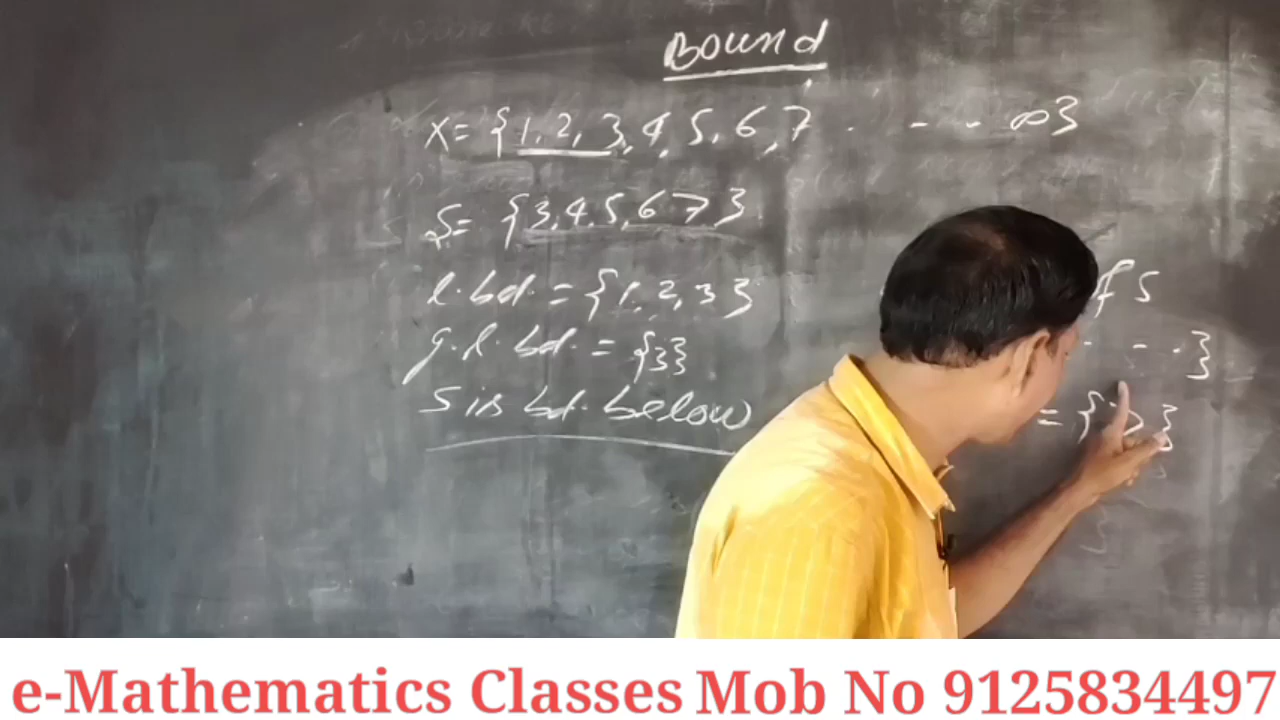 Bound
X = {1, 2, 3, 4, 5, 6, 7 . - - - ∞}
S = {3, 4, 5, 6 7}
l. bd. = {1, 2, 3}
g. l. bd. = {3}
S is bd. below
f S
- - - .}
= { 7 }
e-Mathematics Classes Mob No 9125834497